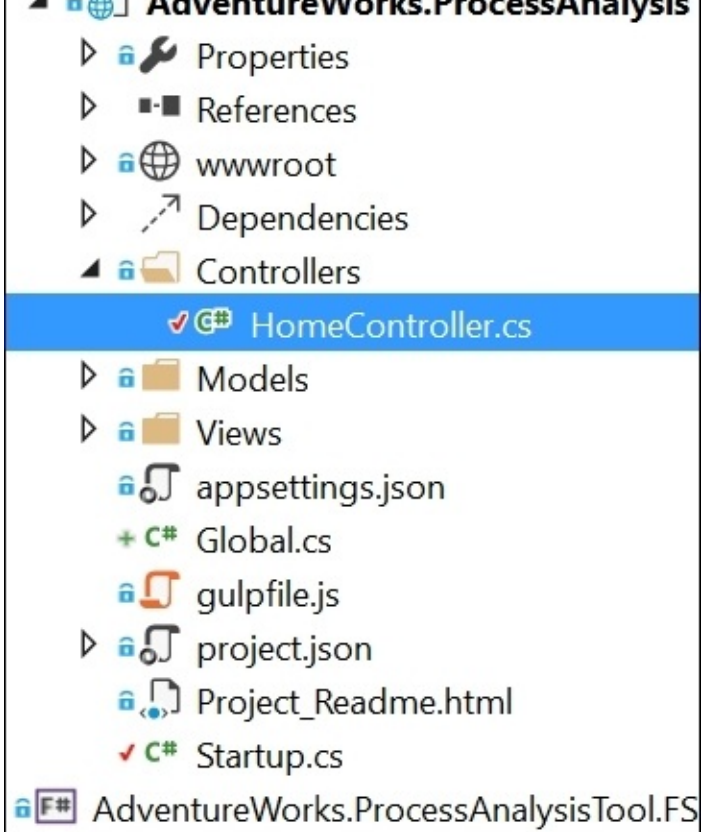 AdventureWorks.ProcessAnalysis
Properties
References
wwwroot
Dependencies
Controllers
C# HomeController.cs
Models
Views
appsettings.json
C# Global.cs
gulpfile.js
project.json
Project_Readme.html
C# Startup.cs
F# AdventureWorks.ProcessAnalysisTool.FS